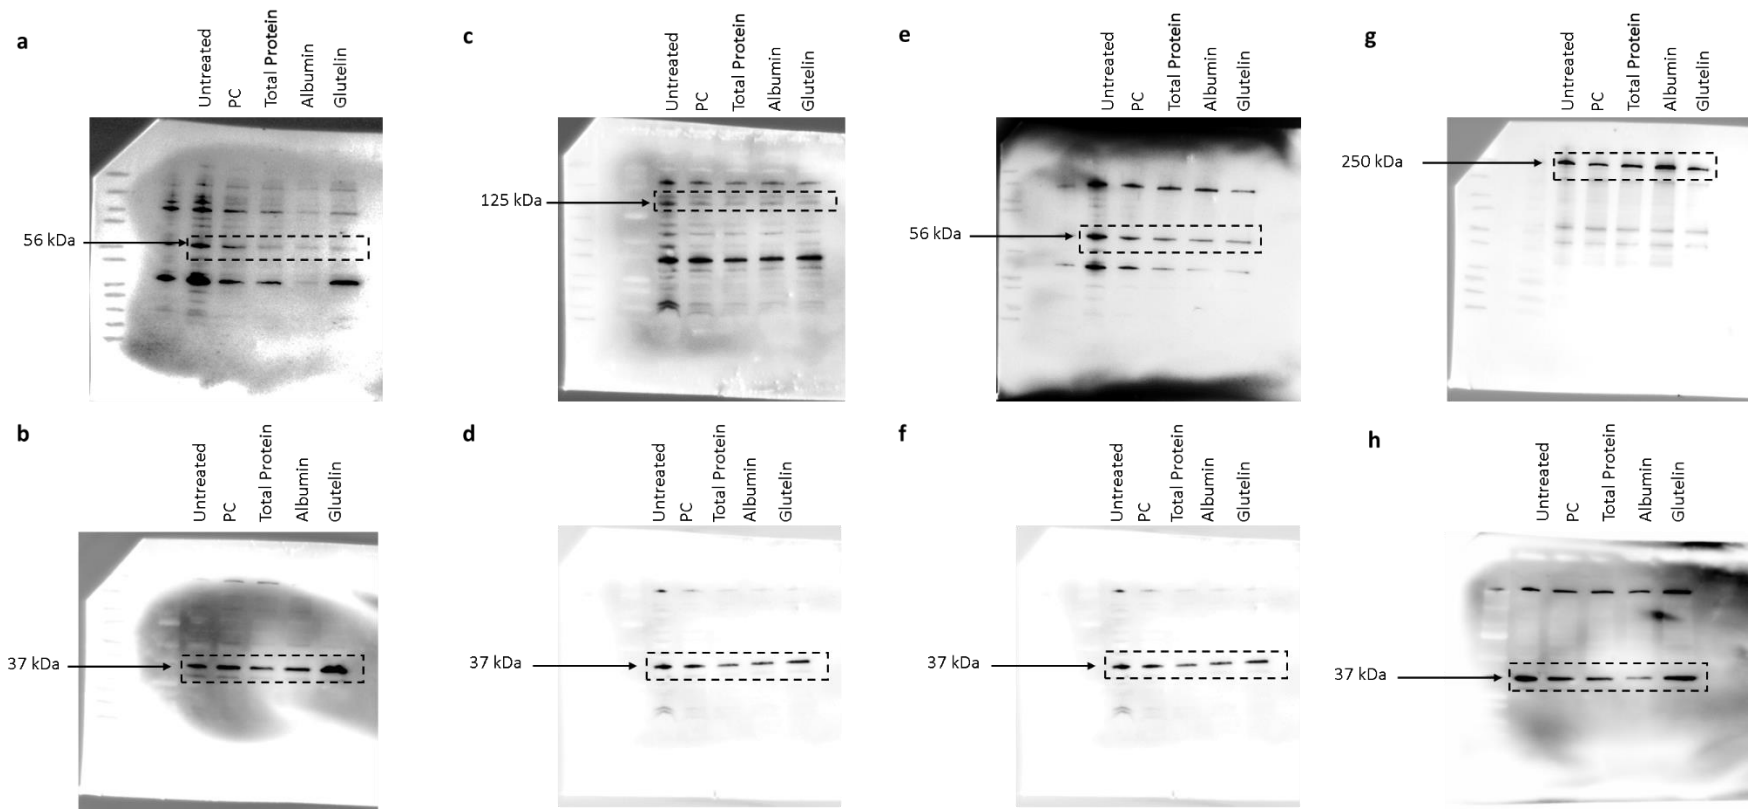 a
Untreated
PC
Total Protein
Albumin
Glutelin
56 kDa
c
Untreated
PC
Total Protein
Albumin
Glutelin
125 kDa
e
Untreated
PC
Total Protein
Albumin
Glutelin
56 kDa
g
Untreated
PC
Total Protein
Albumin
Glutelin
250 kDa
b
Untreated
PC
Total Protein
Albumin
Glutelin
37 kDa
d
Untreated
PC
Total Protein
Albumin
Glutelin
37 kDa
f
Untreated
PC
Total Protein
Albumin
Glutelin
37 kDa
h
Untreated
PC
Total Protein
Albumin
Glutelin
37 kDa